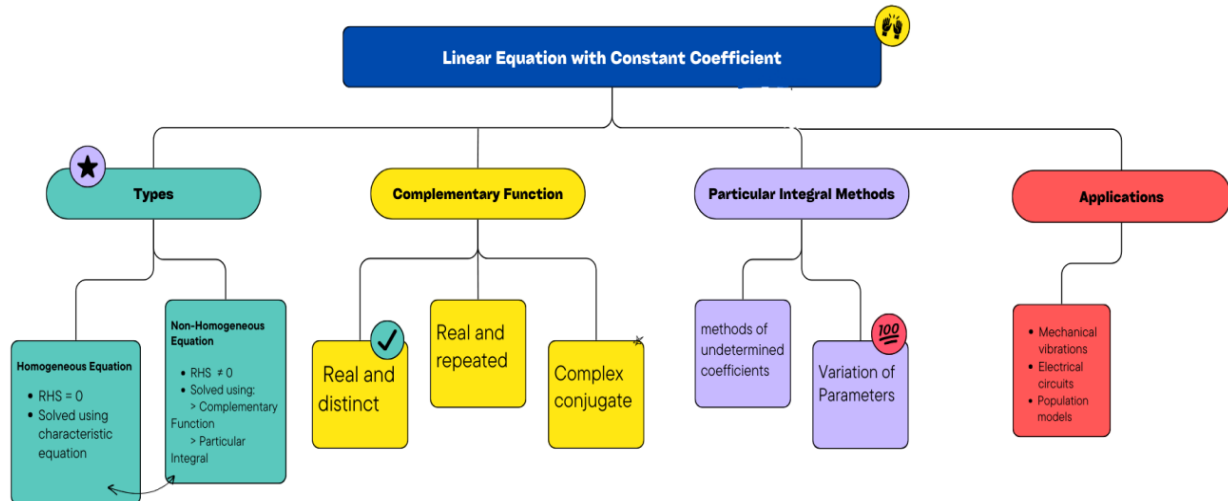 Linear Equation with Constant Coefficient
Types
Complementary Function
Particular Integral Methods
Applications
Homogeneous Equation
• RHS = 0
• Solved using
characteristic
equation
Non-Homogeneous
Equation
• RHS ≠ 0
• Solved using:
> Complementary
Function
> Particular
Integral
Real and
distinct
Real and
repeated
Complex
conjugate
methods of
undetermined
coefficients
100
Variation of
Parameters
• Mechanical
vibrations
• Electrical
circuits
• Population
models